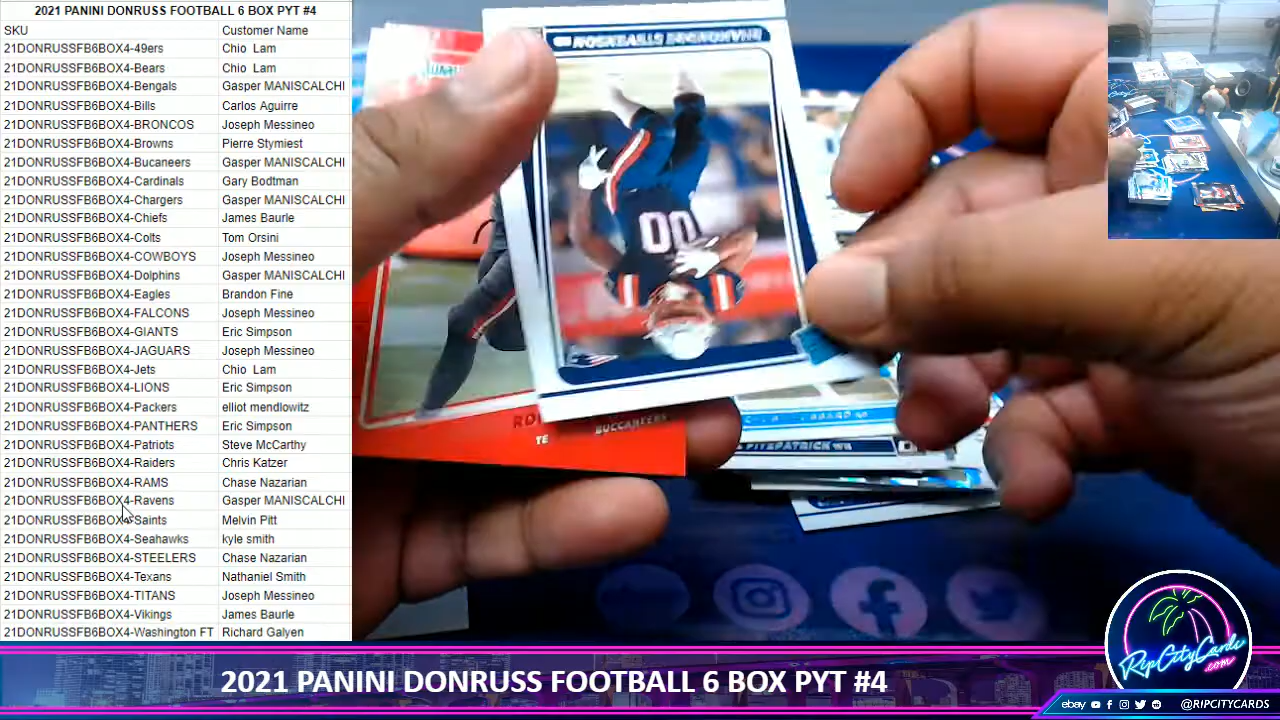 2021 PANINI DONRUSS FOOTBALL 6 BOX PYT #4
SKU Customer Name
21DONRUSSFB6BOX4-49ers Chio Lam
21DONRUSSFB6BOX4-Bears Chio Lam
21DONRUSSFB6BOX4-Bengals Gasper MANISCALCHI
21DONRUSSFB6BOX4-Bills Carlos Aguirre
21DONRUSSFB6BOX4-BRONCOS Joseph Messineo
21DONRUSSFB6BOX4-Browns Pierre Stymiest
21DONRUSSFB6BOX4-Bucaneers Gasper MANISCALCHI
21DONRUSSFB6BOX4-Cardinals Gary Bodtman
21DONRUSSFB6BOX4-Chargers Gasper MANISCALCHI
21DONRUSSFB6BOX4-Chiefs James Baurle
21DONRUSSFB6BOX4-Colts Tom Orsini
21DONRUSSFB6BOX4-COWBOYS Joseph Messineo
21DONRUSSFB6BOX4-Dolphins Gasper MANISCALCHI
21DONRUSSFB6BOX4-Eagles Brandon Fine
21DONRUSSFB6BOX4-FALCONS Joseph Messineo
21DONRUSSFB6BOX4-GIANTS Eric Simpson
21DONRUSSFB6BOX4-JAGUARS Joseph Messineo
21DONRUSSFB6BOX4-Jets Chio Lam
21DONRUSSFB6BOX4-LIONS Eric Simpson
21DONRUSSFB6BOX4-Packers elliot mendlowitz
21DONRUSSFB6BOX4-PANTHERS Eric Simpson
21DONRUSSFB6BOX4-Patriots Steve McCarthy
21DONRUSSFB6BOX4-Raiders Chris Katzer
21DONRUSSFB6BOX4-RAMS Chase Nazarian
21DONRUSSFB6BOX4-Ravens Gasper MANISCALCHI
21DONRUSSFB6BOX4-Saints Melvin Pitt
21DONRUSSFB6BOX4-Seahawks kyle smith
21DONRUSSFB6BOX4-STEELERS Chase Nazarian
21DONRUSSFB6BOX4-Texans Nathaniel Smith
21DONRUSSFB6BOX4-TITANS Joseph Messineo
21DONRUSSFB6BOX4-Vikings James Baurle
21DONRUSSFB6BOX4-Washington FT Richard Galyen
RHAMONDRE STEVENSON RB
00
TE
BUCCANEERS
FITZPATRICK WR
RipCityCards
.com
2021 PANINI DONRUSS FOOTBALL 6 BOX PYT #4
ebay @RIPCITYCARDS